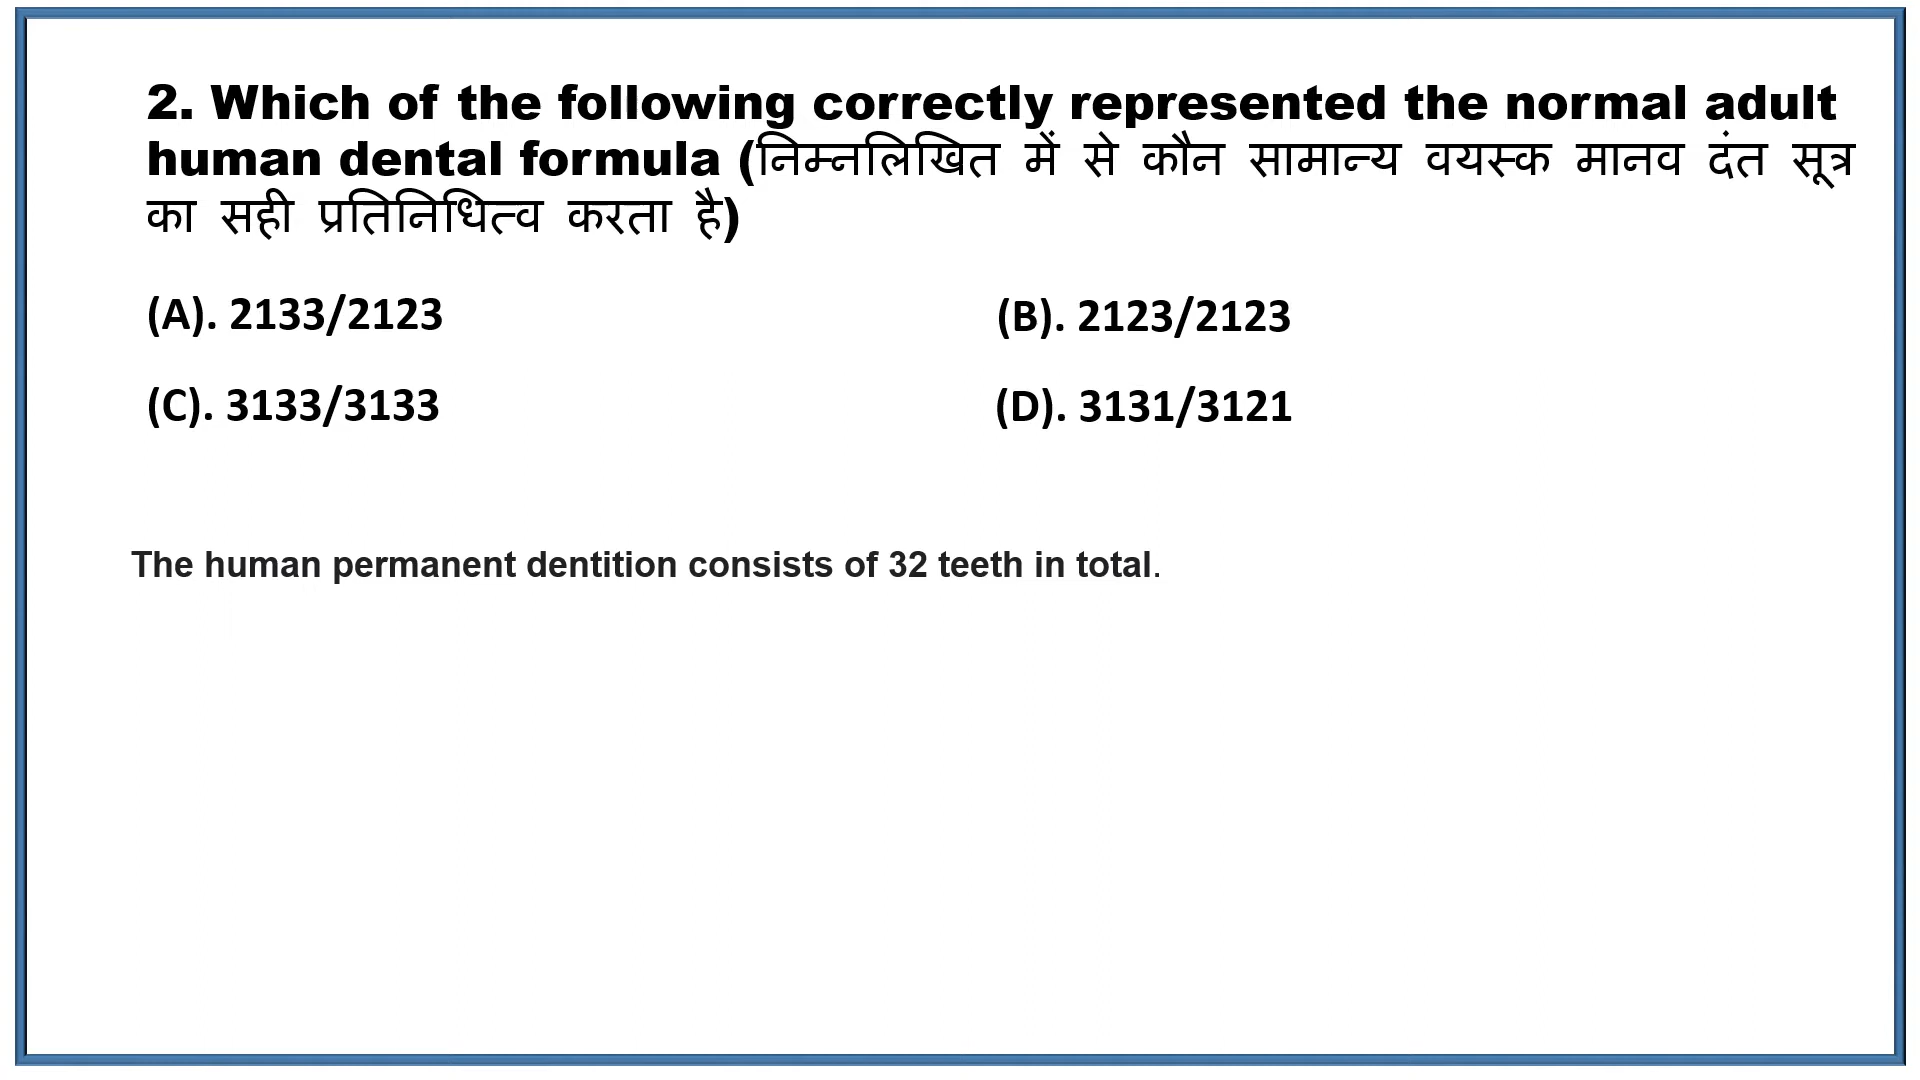 2. Which of the following correctly represented the normal adult
human dental formula (निम्नलिखित में से कौन सामान्य वयस्क मानव दंत सूत्र
का सही प्रतिनिधित्व करता है)
(A). 2133/2123
(B). 2123/2123
(C). 3133/3133
(D). 3131/3121
The human permanent dentition consists of 32 teeth in total.